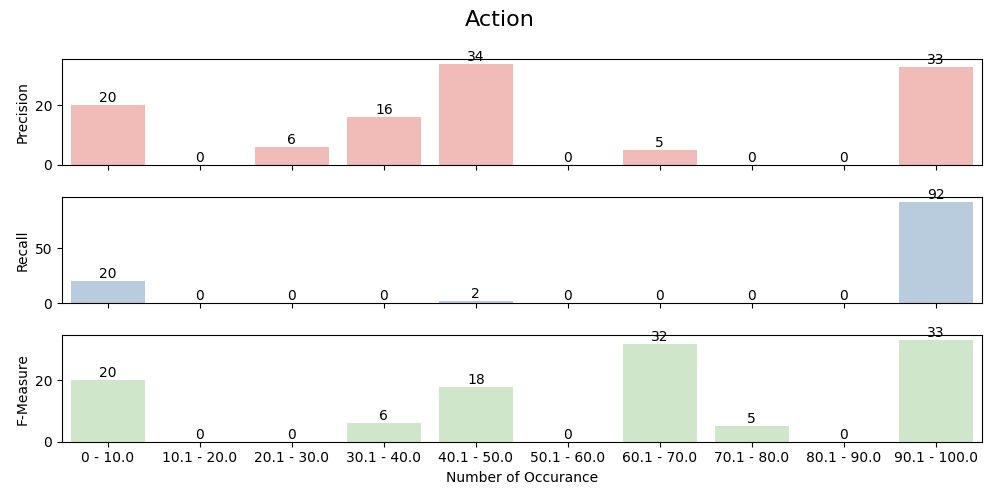 Action
Precision
20
0
20 0 6 16 34 0 5 0 0 33
Recall
50
0
20 0 0 0 2 0 0 0 0 92
F-Measure
20
0
20 0 0 6 18 0 32 5 0 33
0 - 10.0 10.1 - 20.0 20.1 - 30.0 30.1 - 40.0 40.1 - 50.0 50.1 - 60.0 60.1 - 70.0 70.1 - 80.0 80.1 - 90.0 90.1 - 100.0
Number of Occurance